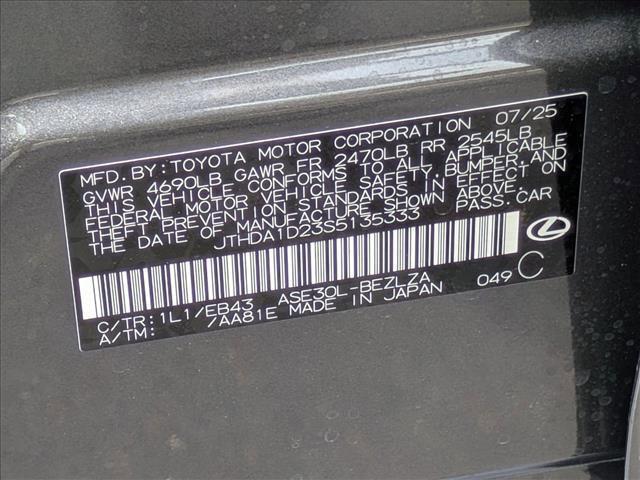 MFD.BY:TOYOTA MOTOR CORPORATION 07/25
GVWR 4690LB GAWR FR 2470LB RR 2545LB
THIS VEHICLE CONFORMS TO ALL APPLICABLE
FEDERAL MOTOR VEHICLE SAFETY,BUMPER,AND
THEFT PREVENTION STANDARDS IN EFFECT ON
THE DATE OF MANUFACTURE SHOWN ABOVE.
JTHDA1D23S5135333 PASS.CAR
C/TR:1L1/EB43 ASE30L-BEZLZA 049 C
A/TM: /AA81E MADE IN JAPAN